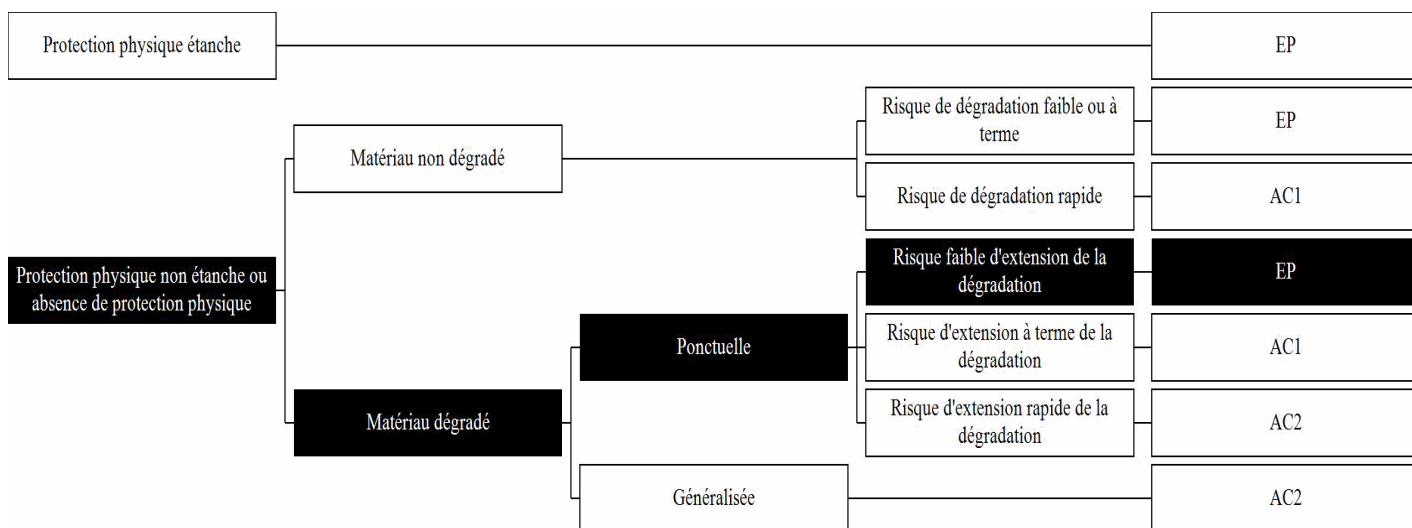 Protection physique étanche
EP
Risque de dégradation faible ou à
terme
EP
Matériau non dégradé
Risque de dégradation rapide
AC1
Protection physique non étanche ou
absence de protection physique
Risque faible d'extension de la
dégradation
EP
Ponctuelle
Risque d'extension à terme de la
dégradation
AC1
Matériau dégradé
Risque d'extension rapide de la
dégradation
AC2
Généralisée
AC2